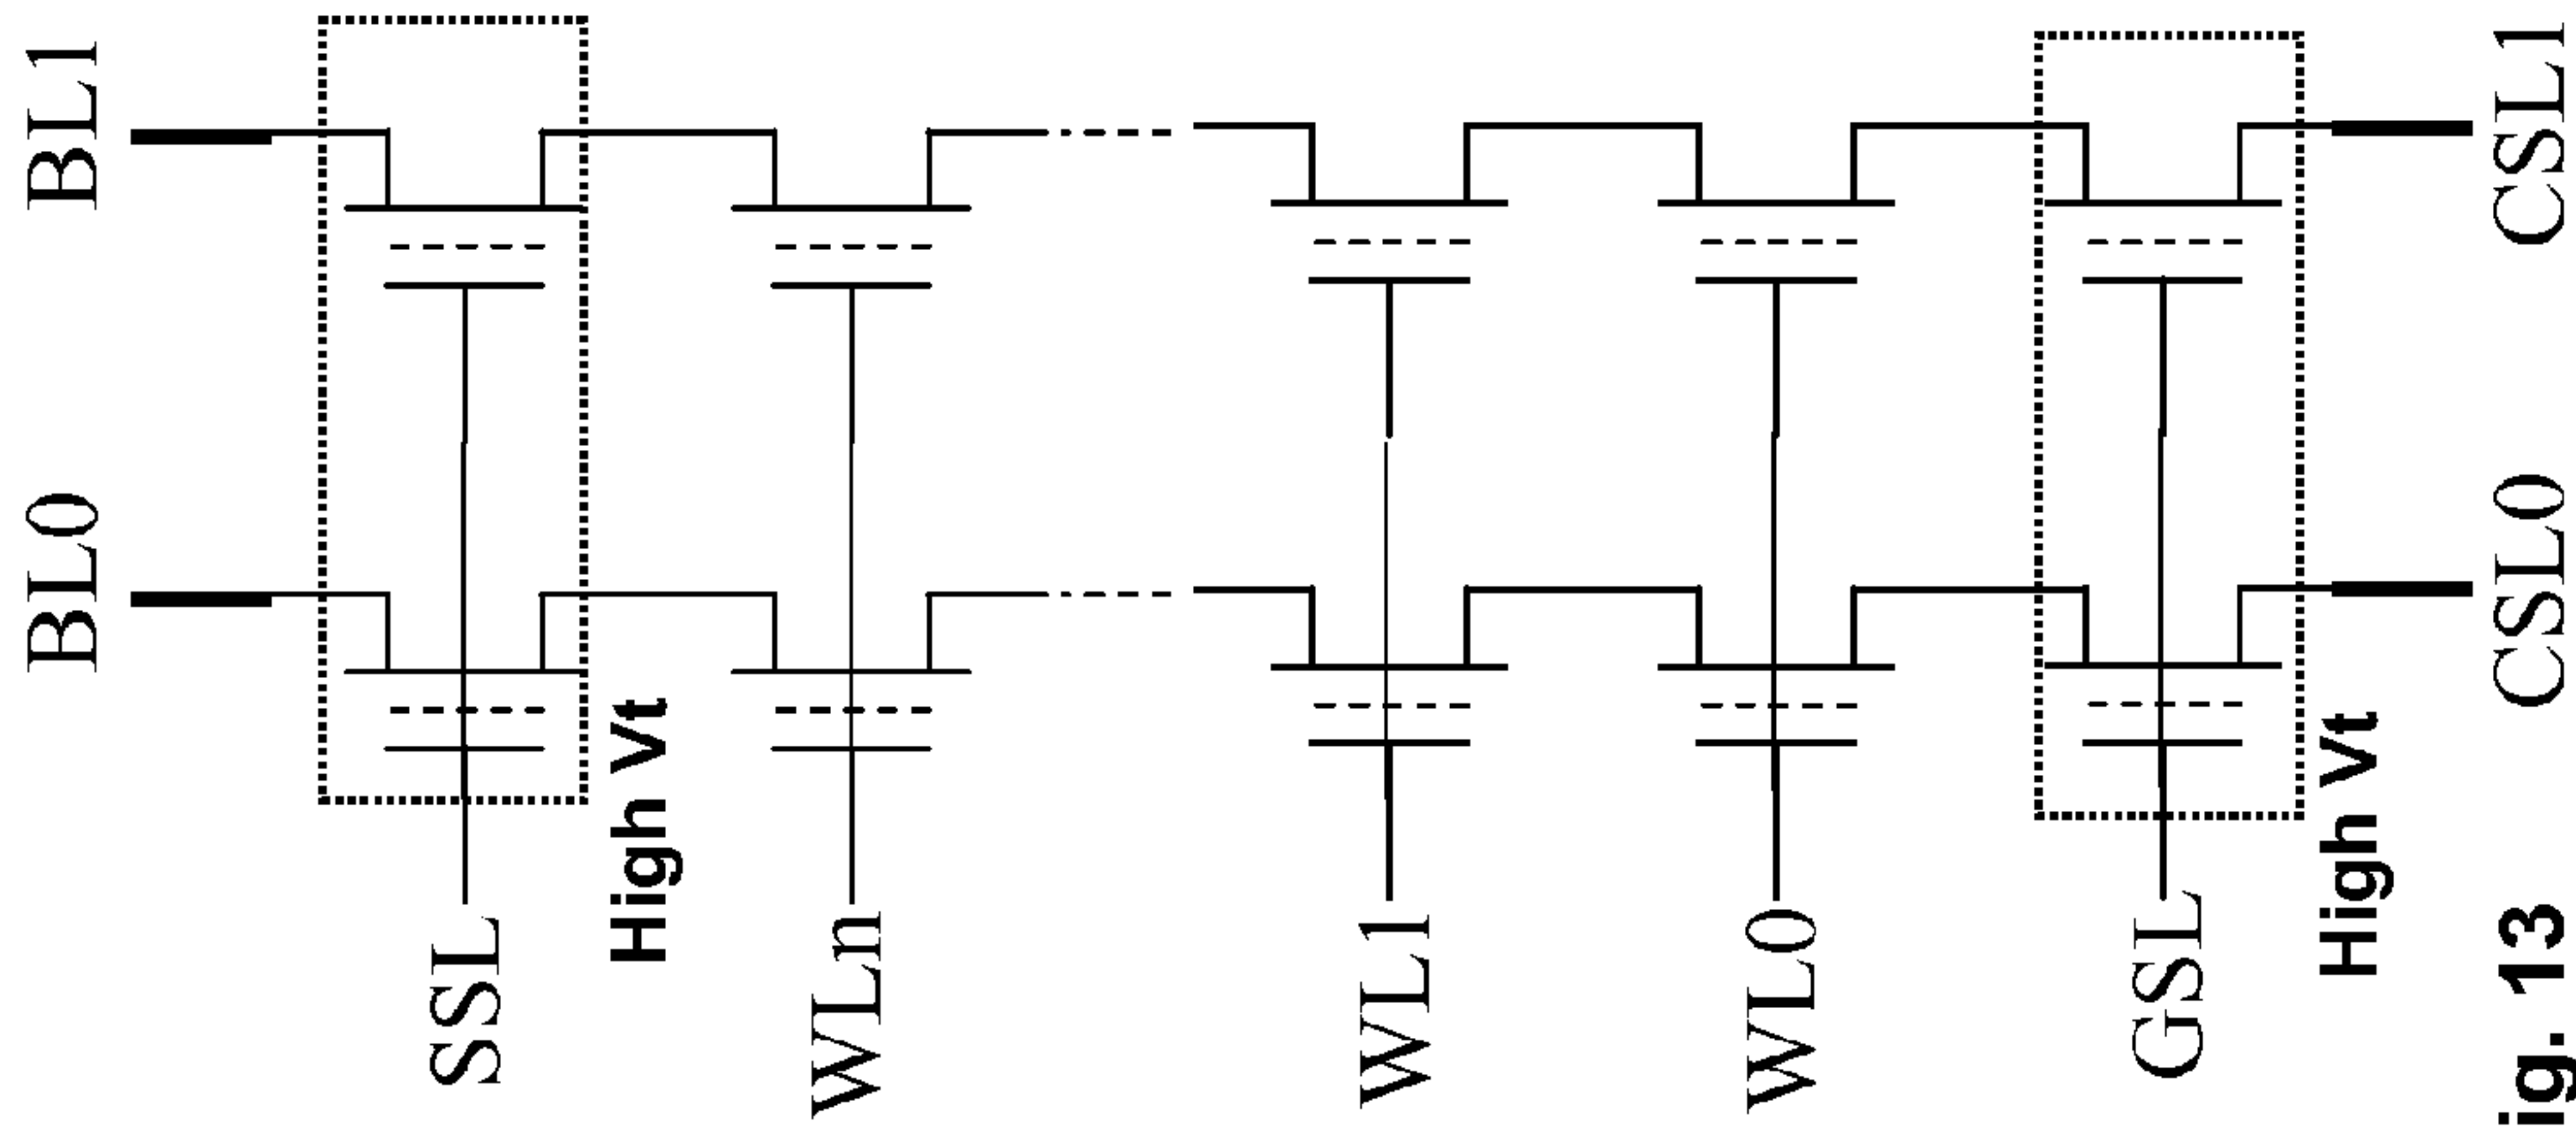 BL0 BL1
SSL
High Vt
WLn
WL1
WL0
GSL
High Vt
CSL0 CSL1
ig. 13